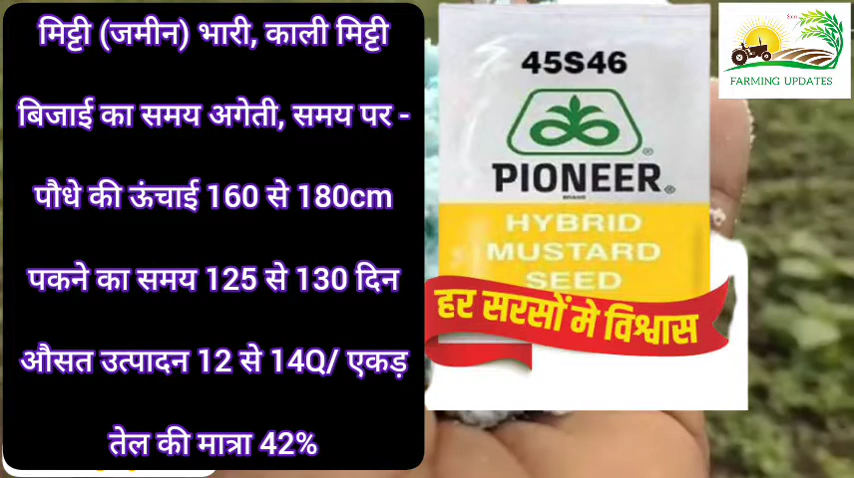 मिट्टी (जमीन) भारी, काली मिट्टी
बिजाई का समय अगेती, समय पर -
पौधे की ऊंचाई 160 से 180cm
पकने का समय 125 से 130 दिन
औसत उत्पादन 12 से 14Q/ एकड़
तेल की मात्रा 42%
45S46
PIONEER®
BRAND
HYBRID
MUSTARD
SEED
हर सरसों मे विश्वास
FARMING UPDATES